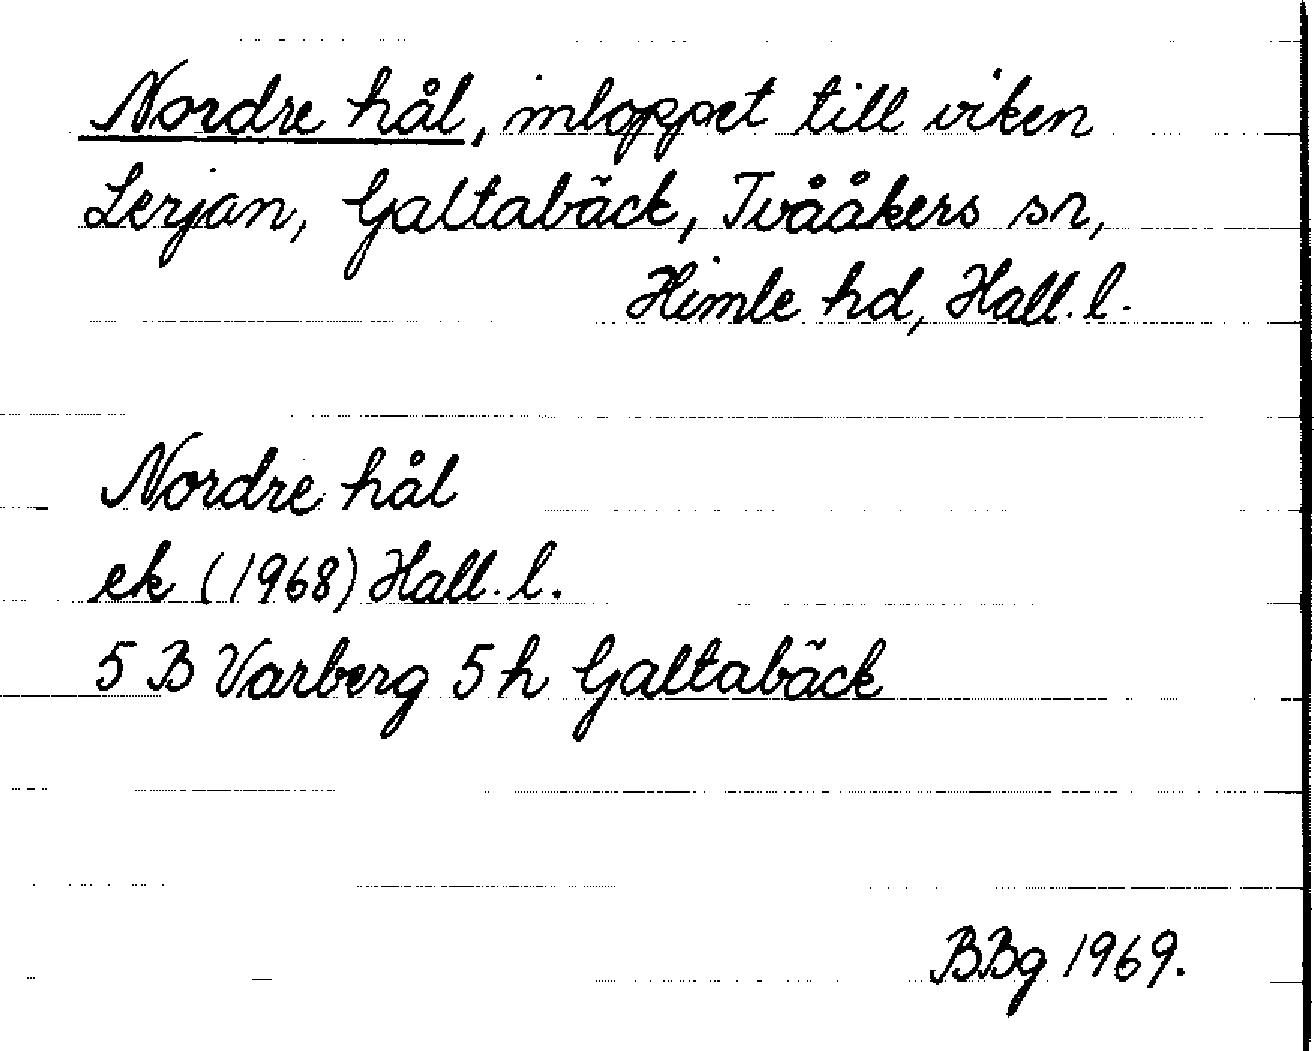 Nordre hål, inloppet till viken
Lerjan, Galtabäck, Tvååkers sn,
Himle hd, Hall. l.
Nordre hål
ek (1968) Hall. l.
5 B Varberg 5 h Galtabäck
BBg 1969.